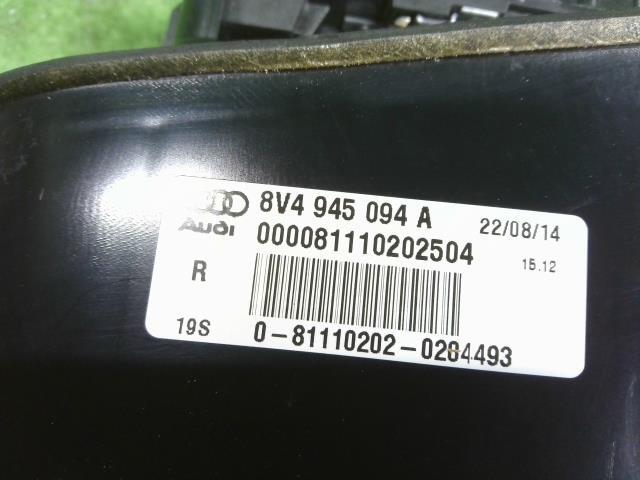 8V4 945 094 A 22/08/14
Audi 000081110202504 15.12
R
19S 0-81110202-0284493